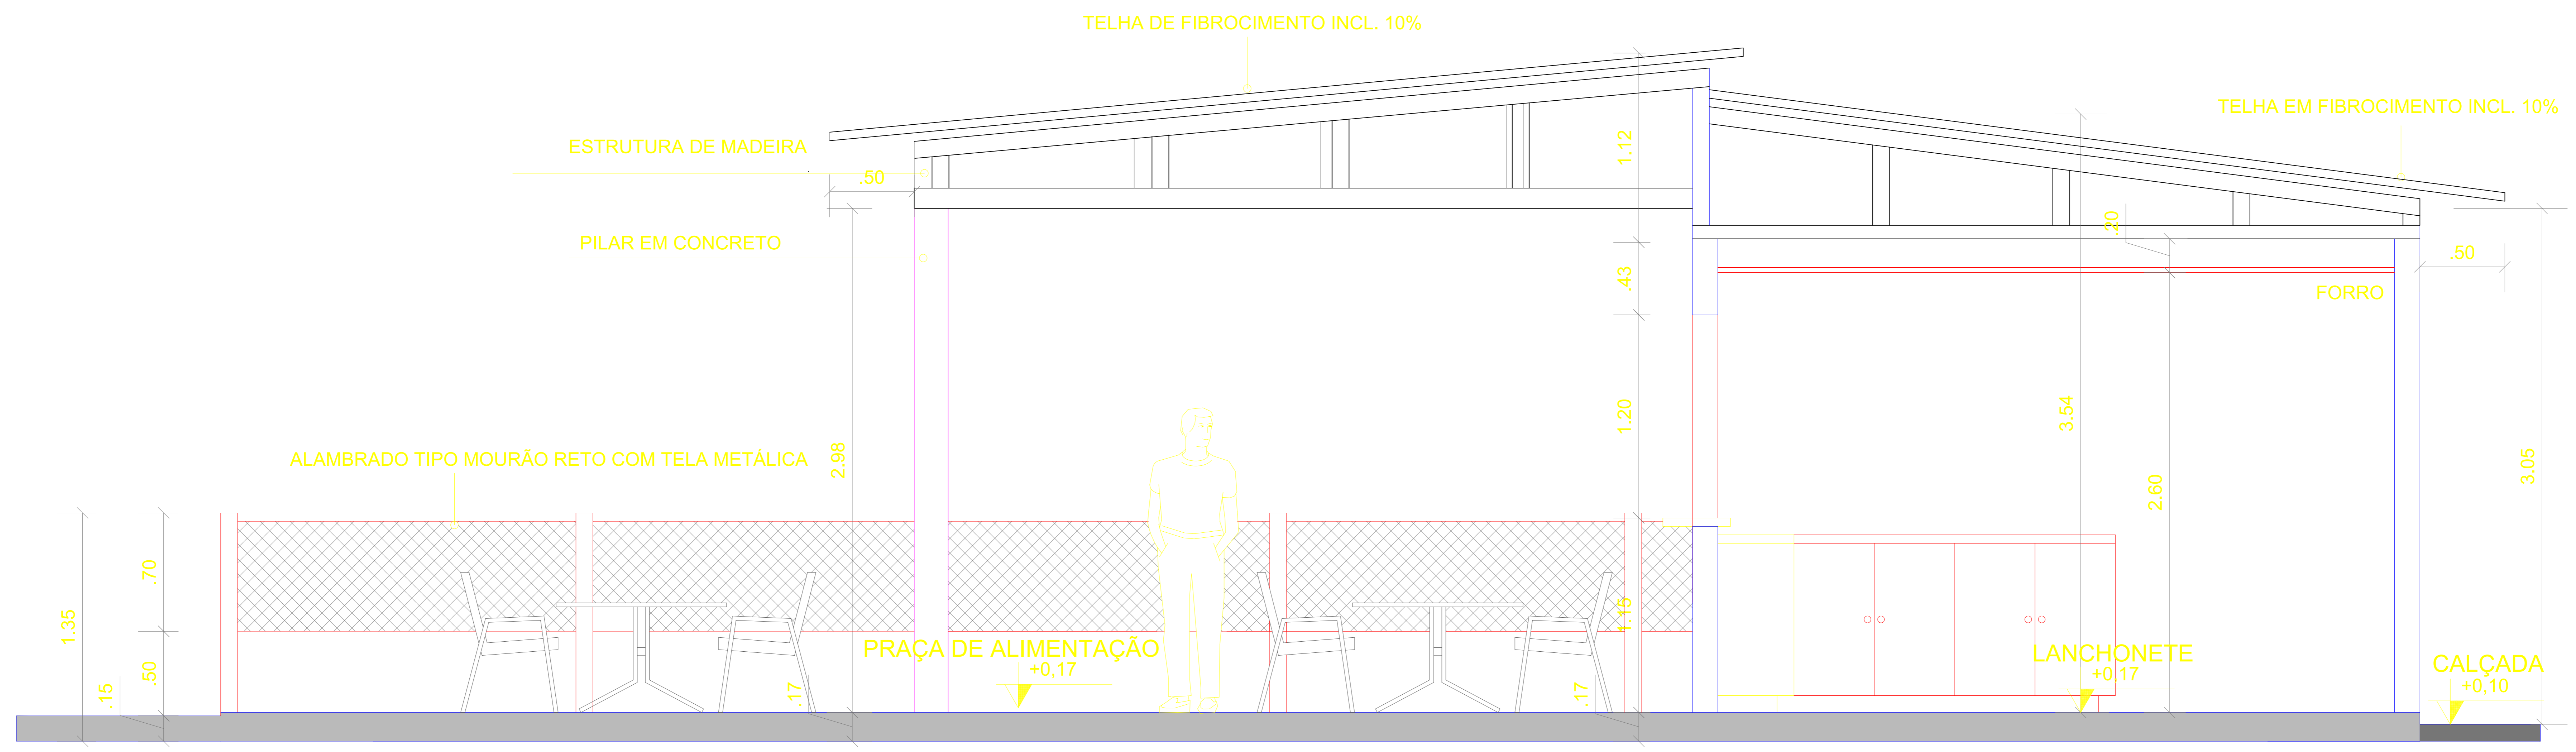 TELHA DE FIBROCIMENTO INCL. 10%
TELHA EM FIBROCIMENTO INCL. 10%
ESTRUTURA DE MADEIRA
.50
1.12
.20
PILAR EM CONCRETO
.50
.43
FORRO
1.20
3.54
2.98
ALAMBRADO TIPO MOURÃO RETO COM TELA METÁLICA
3.05
2.60
.70
1.35
1.15
PRAÇA DE ALIMENTAÇÃO
+0,17
LANCHONETE
+0,17
CALÇADA
+0,10
.50
.15
.17
.17